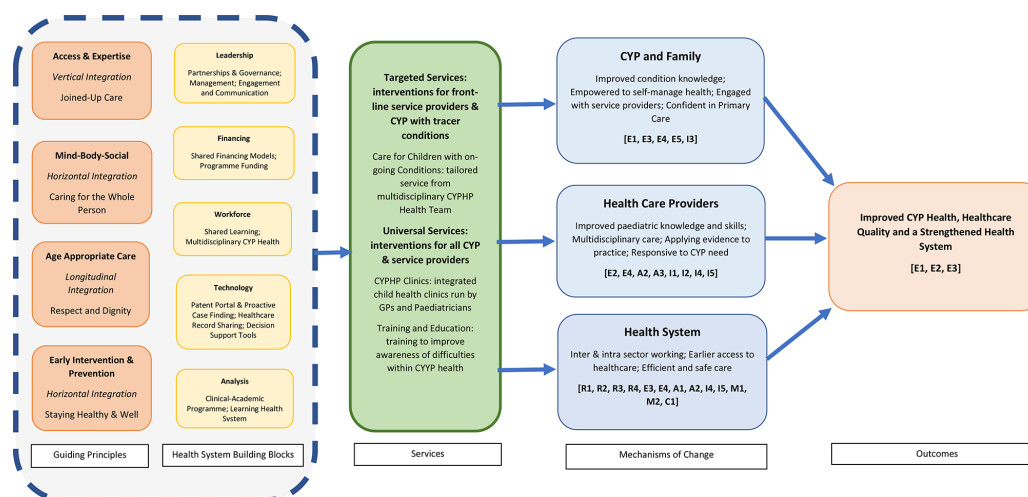 Access & Expertise
Vertical Integration
Joined-Up Care
Mind-Body-Social
Horizontal Integration
Caring for the Whole
Person
Age Appropriate Care
Longitudinal
Integration
Respect and Dignity
Early Intervention &
Prevention
Horizontal Integration
Staying Healthy & Well
Guiding Principles
Leadership
Partnerships & Governance;
Management; Engagement
and Communication
Financing
Shared Financing Models;
Programme Funding
Workforce
Shared Learning;
Multidisciplinary CYP Health
Technology
Patent Portal & Proactive
Case Finding; Healthcare
Record Sharing; Decision
Support Tools
Analysis
Clinical-Academic
Programme; Learning Health
System
Health System Building Blocks
Targeted Services:
interventions for front-
line service providers &
CYP with tracer
conditions
Care for Children with on-
going Conditions: tailored
service from
multidisciplinary CYPHP
Health Team
Universal Services:
interventions for all CYP
& service providers
CYPHP Clinics: integrated
child health clinics run by
GPs and Paediatricians
Training and Education:
training to improve
awareness of difficulties
within CYYP health
Services
CYP and Family
Improved condition knowledge;
Empowered to self-manage health; Engaged
with service providers; Confident in Primary
Care
[E1, E3, E4, E5, I3]
Health Care Providers
Improved paediatric knowledge and skills;
Multidisciplinary care; Applying evidence to
practice; Responsive to CYP need
[E2, E4, A2, A3, I1, I2, I4, I5]
Health System
Inter & intra sector working; Earlier access to
healthcare; Efficient and safe care
[R1, R2, R3, R4, E3, E4, A1, A2, I4, I5, M1,
M2, C1]
Mechanisms of Change
Improved CYP Health, Healthcare
Quality and a Strengthened Health
System
[E1, E2, E3]
Outcomes